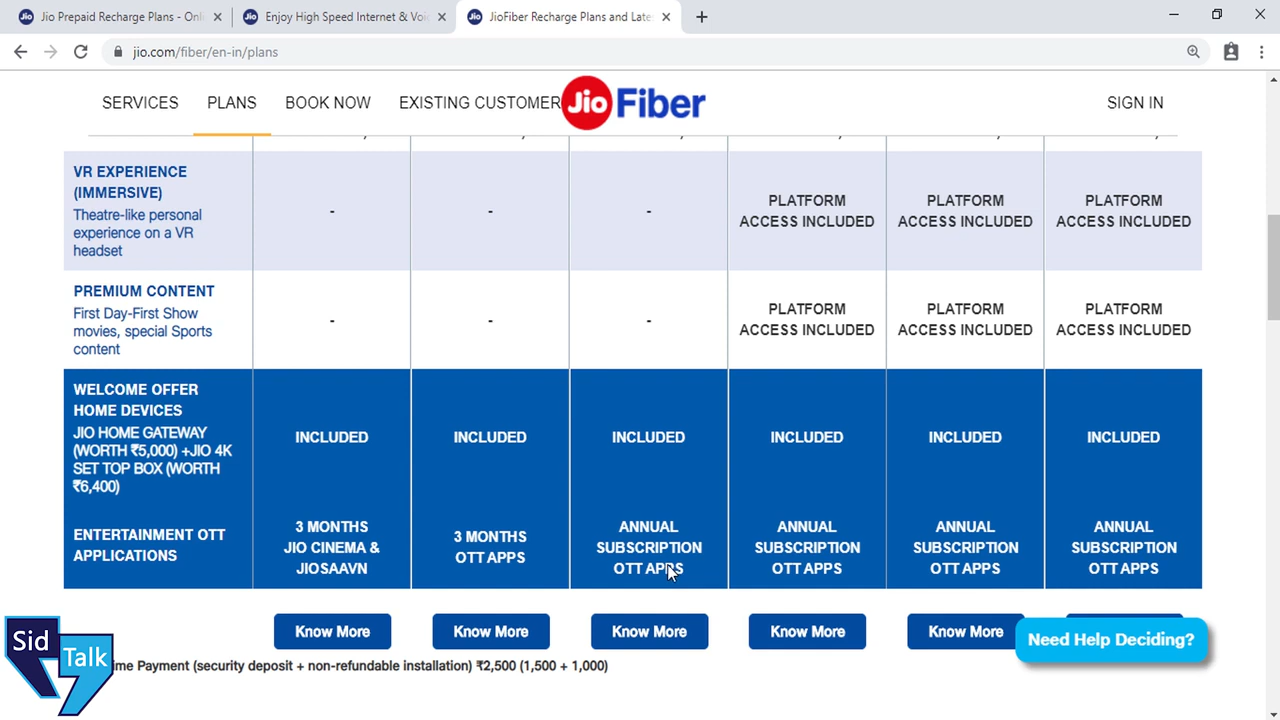 Jio Prepaid Recharge Plans - Onli
Enjoy High Speed Internet & Voi
JioFiber Recharge Plans and Late
jio.com/fiber/en-in/plans
SERVICES
PLANS
BOOK NOW
EXISTING CUSTOMER
Jio Fiber
SIGN IN
VR EXPERIENCE
(IMMERSIVE)
Theatre-like personal
experience on a VR
headset
-
-
-
PLATFORM
ACCESS INCLUDED
PLATFORM
ACCESS INCLUDED
PLATFORM
ACCESS INCLUDED
PREMIUM CONTENT
First Day-First Show
movies, special Sports
content
-
-
-
PLATFORM
ACCESS INCLUDED
PLATFORM
ACCESS INCLUDED
PLATFORM
ACCESS INCLUDED
WELCOME OFFER
HOME DEVICES
JIO HOME GATEWAY
(WORTH ₹5,000) +JIO 4K
SET TOP BOX (WORTH
₹6,400)
INCLUDED
INCLUDED
INCLUDED
INCLUDED
INCLUDED
INCLUDED
ENTERTAINMENT OTT
APPLICATIONS
3 MONTHS
JIO CINEMA &
JIOSAAVN
3 MONTHS
OTT APPS
ANNUAL
SUBSCRIPTION
OTT APPS
ANNUAL
SUBSCRIPTION
OTT APPS
ANNUAL
SUBSCRIPTION
OTT APPS
ANNUAL
SUBSCRIPTION
OTT APPS
Know More
Know More
Know More
Know More
Know More
Need Help Deciding?
Sid
Talk
Payment (security deposit + non-refundable installation) ₹2,500 (1,500 + 1,000)